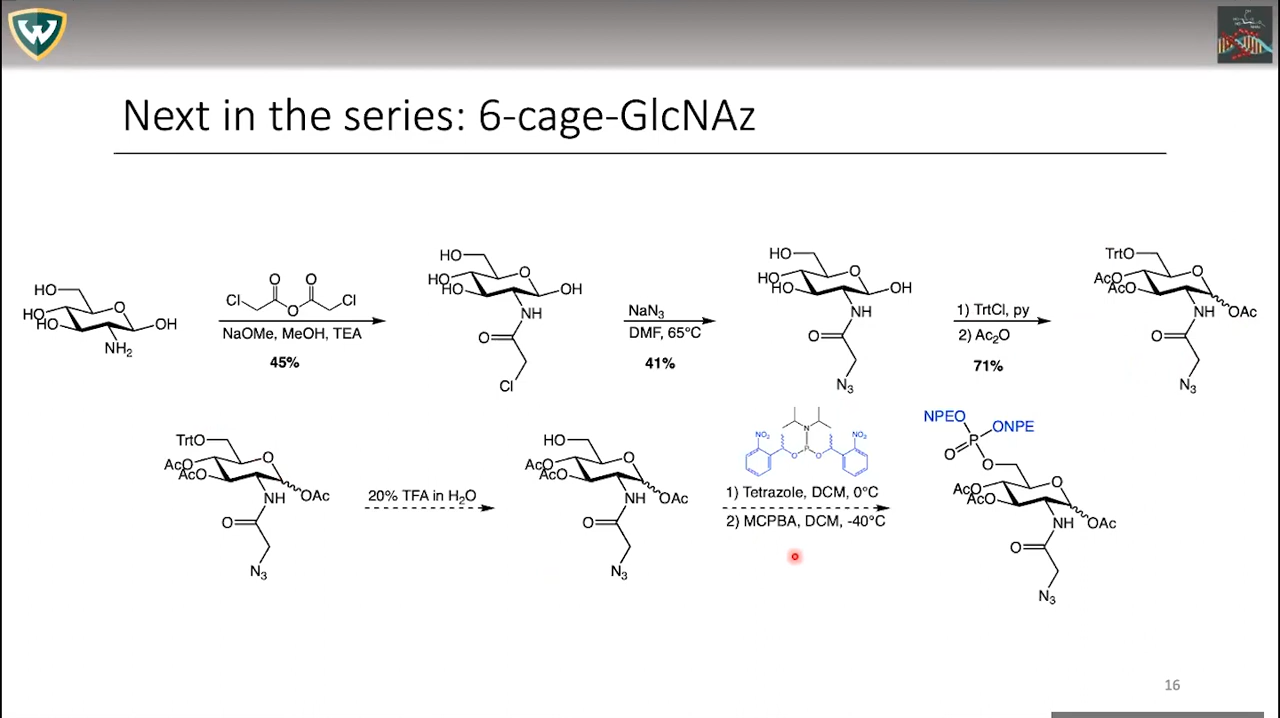 Next in the series: 6-cage-GlcNAz
HO
HO
HO
O
OH
NH₂
O O
Cl O Cl
NaOMe, MeOH, TEA
45%
HO
HO
HO
O
OH
NH
O
Cl
NaN₃
DMF, 65°C
41%
HO
HO
HO
O
OH
NH
O
N₃
1) TrtCl, py
2) Ac₂O
71%
TrtO
AcO
AcO
O
NH
OAc
O
N₃
TrtO
AcO
AcO
O
NH
OAc
O
N₃
20% TFA in H₂O
HO
AcO
AcO
O
NH
OAc
O
N₃
NO₂ N NO₂
O P O
1) Tetrazole, DCM, 0°C
2) MCPBA, DCM, -40°C
NPEO
ONPE
P
O
O
AcO
AcO
O
NH
OAc
O
N₃
16